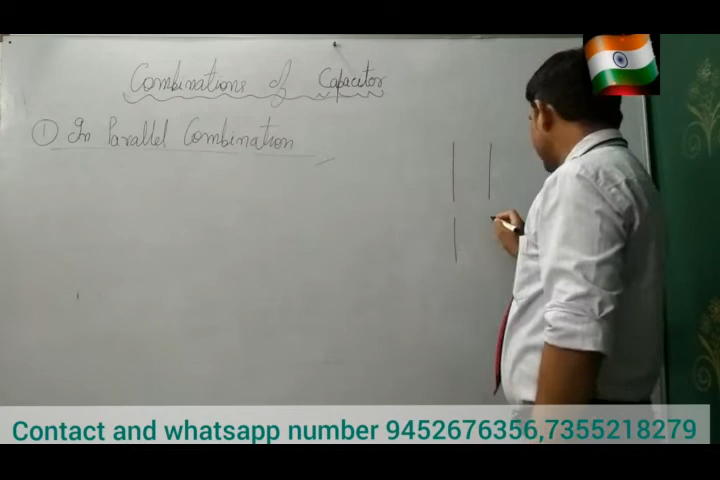 Combinations of Capacitor
① In Parallel Combination
Contact and whatsapp number 9452676356,7355218279